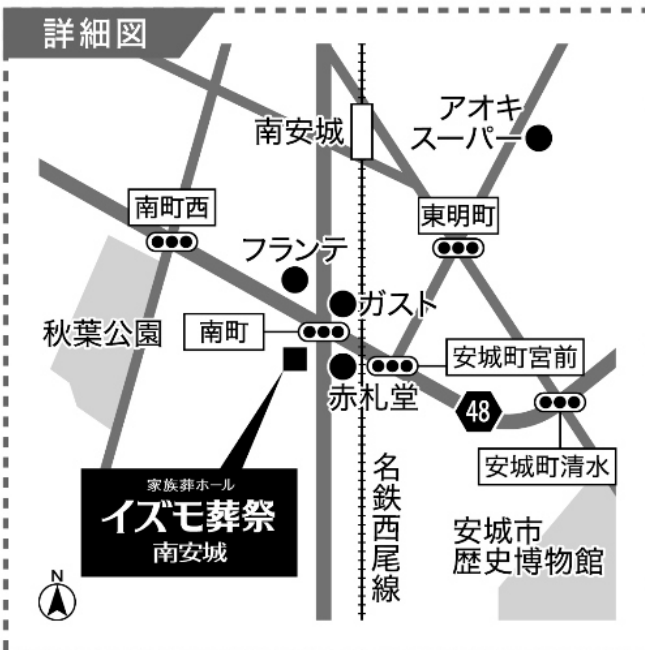 詳細図
南安城
アオキ
スーパー
南町西
東明町
フランテ
ガスト
秋葉公園
南町
安城町宮前
赤札堂
48
安城町清水
家族葬ホール
イズモ葬祭
南安城
名鉄西尾線
安城市
歴史博物館
N